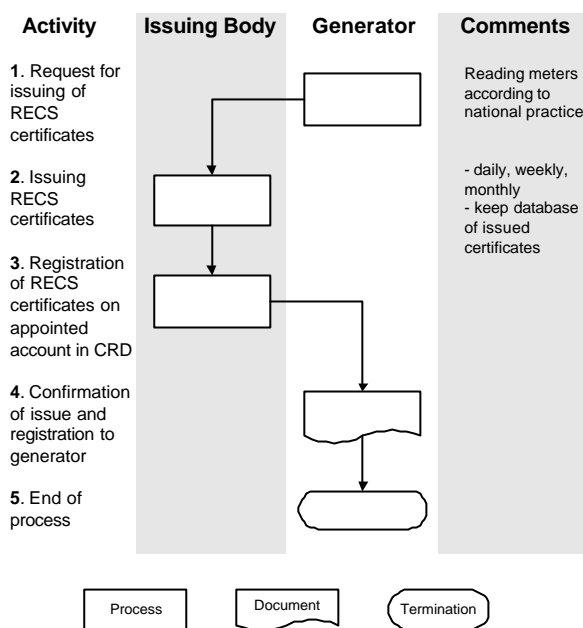 Activity Issuing Body Generator Comments
1. Request for
issuing of
RECS
certificates
Reading meters
according to
national practice
2. Issuing
RECS
certificates
- daily, weekly,
monthly
- keep database
of issued
certificates
3. Registration
of RECS
certificates on
appointed
account in CRD
4. Confirmation
of issue and
registration to
generator
5. End of
process
Process Document Termination